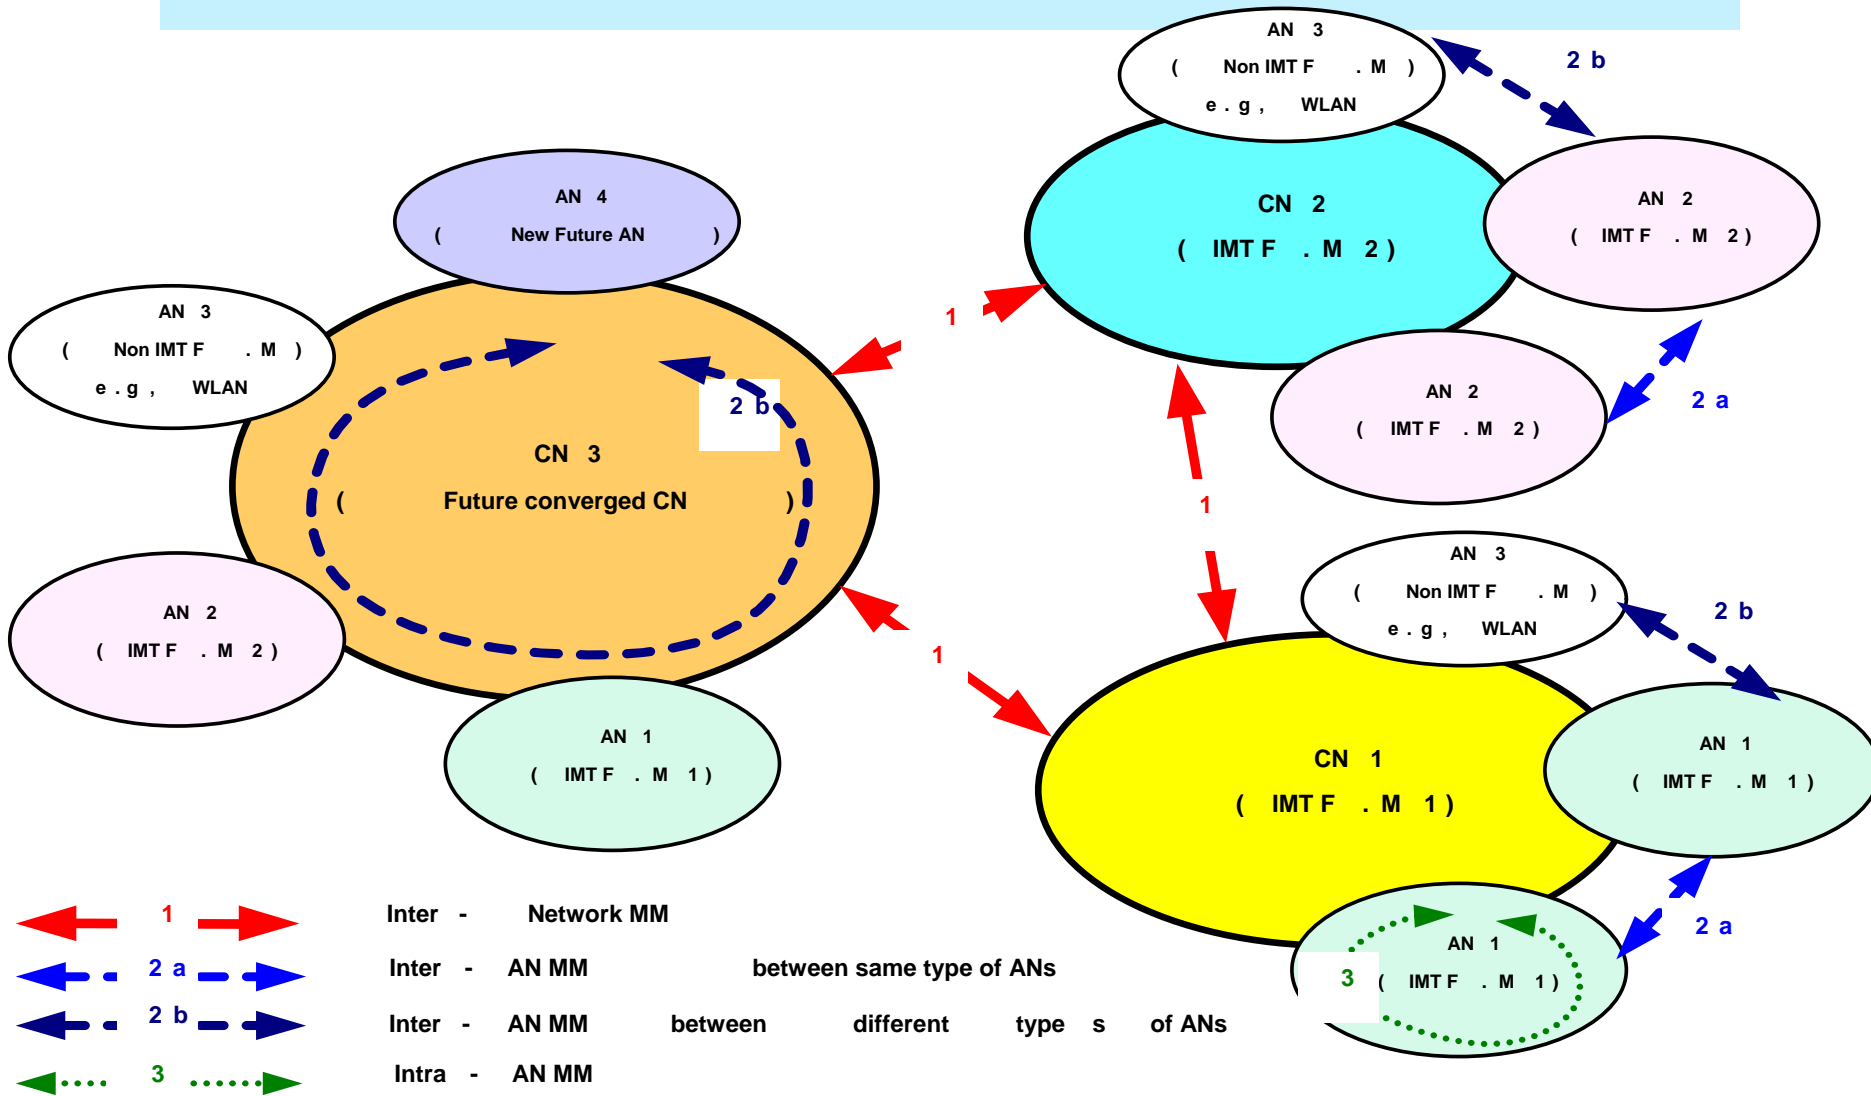 AN 3
( Non IMT F . M )
e . g , WLAN
2 b
AN 2
( IMT F . M 2 )
CN 2
( IMT F . M 2 )
AN 2
( IMT F . M 2 )
2 a
AN 4
( New Future AN )
AN 3
( Non IMT F . M )
e . g , WLAN
2 b
CN 3
( Future converged CN )
AN 2
( IMT F . M 2 )
AN 1
( IMT F . M 1 )
1
1
1
AN 3
( Non IMT F . M )
e . g , WLAN
2 b
CN 1
( IMT F . M 1 )
AN 1
( IMT F . M 1 )
2 a
AN 1
3 ( IMT F . M 1 )
1 Inter - Network MM
2 a Inter - AN MM between same type of ANs
2 b Inter - AN MM between different type s of ANs
3 Intra - AN MM